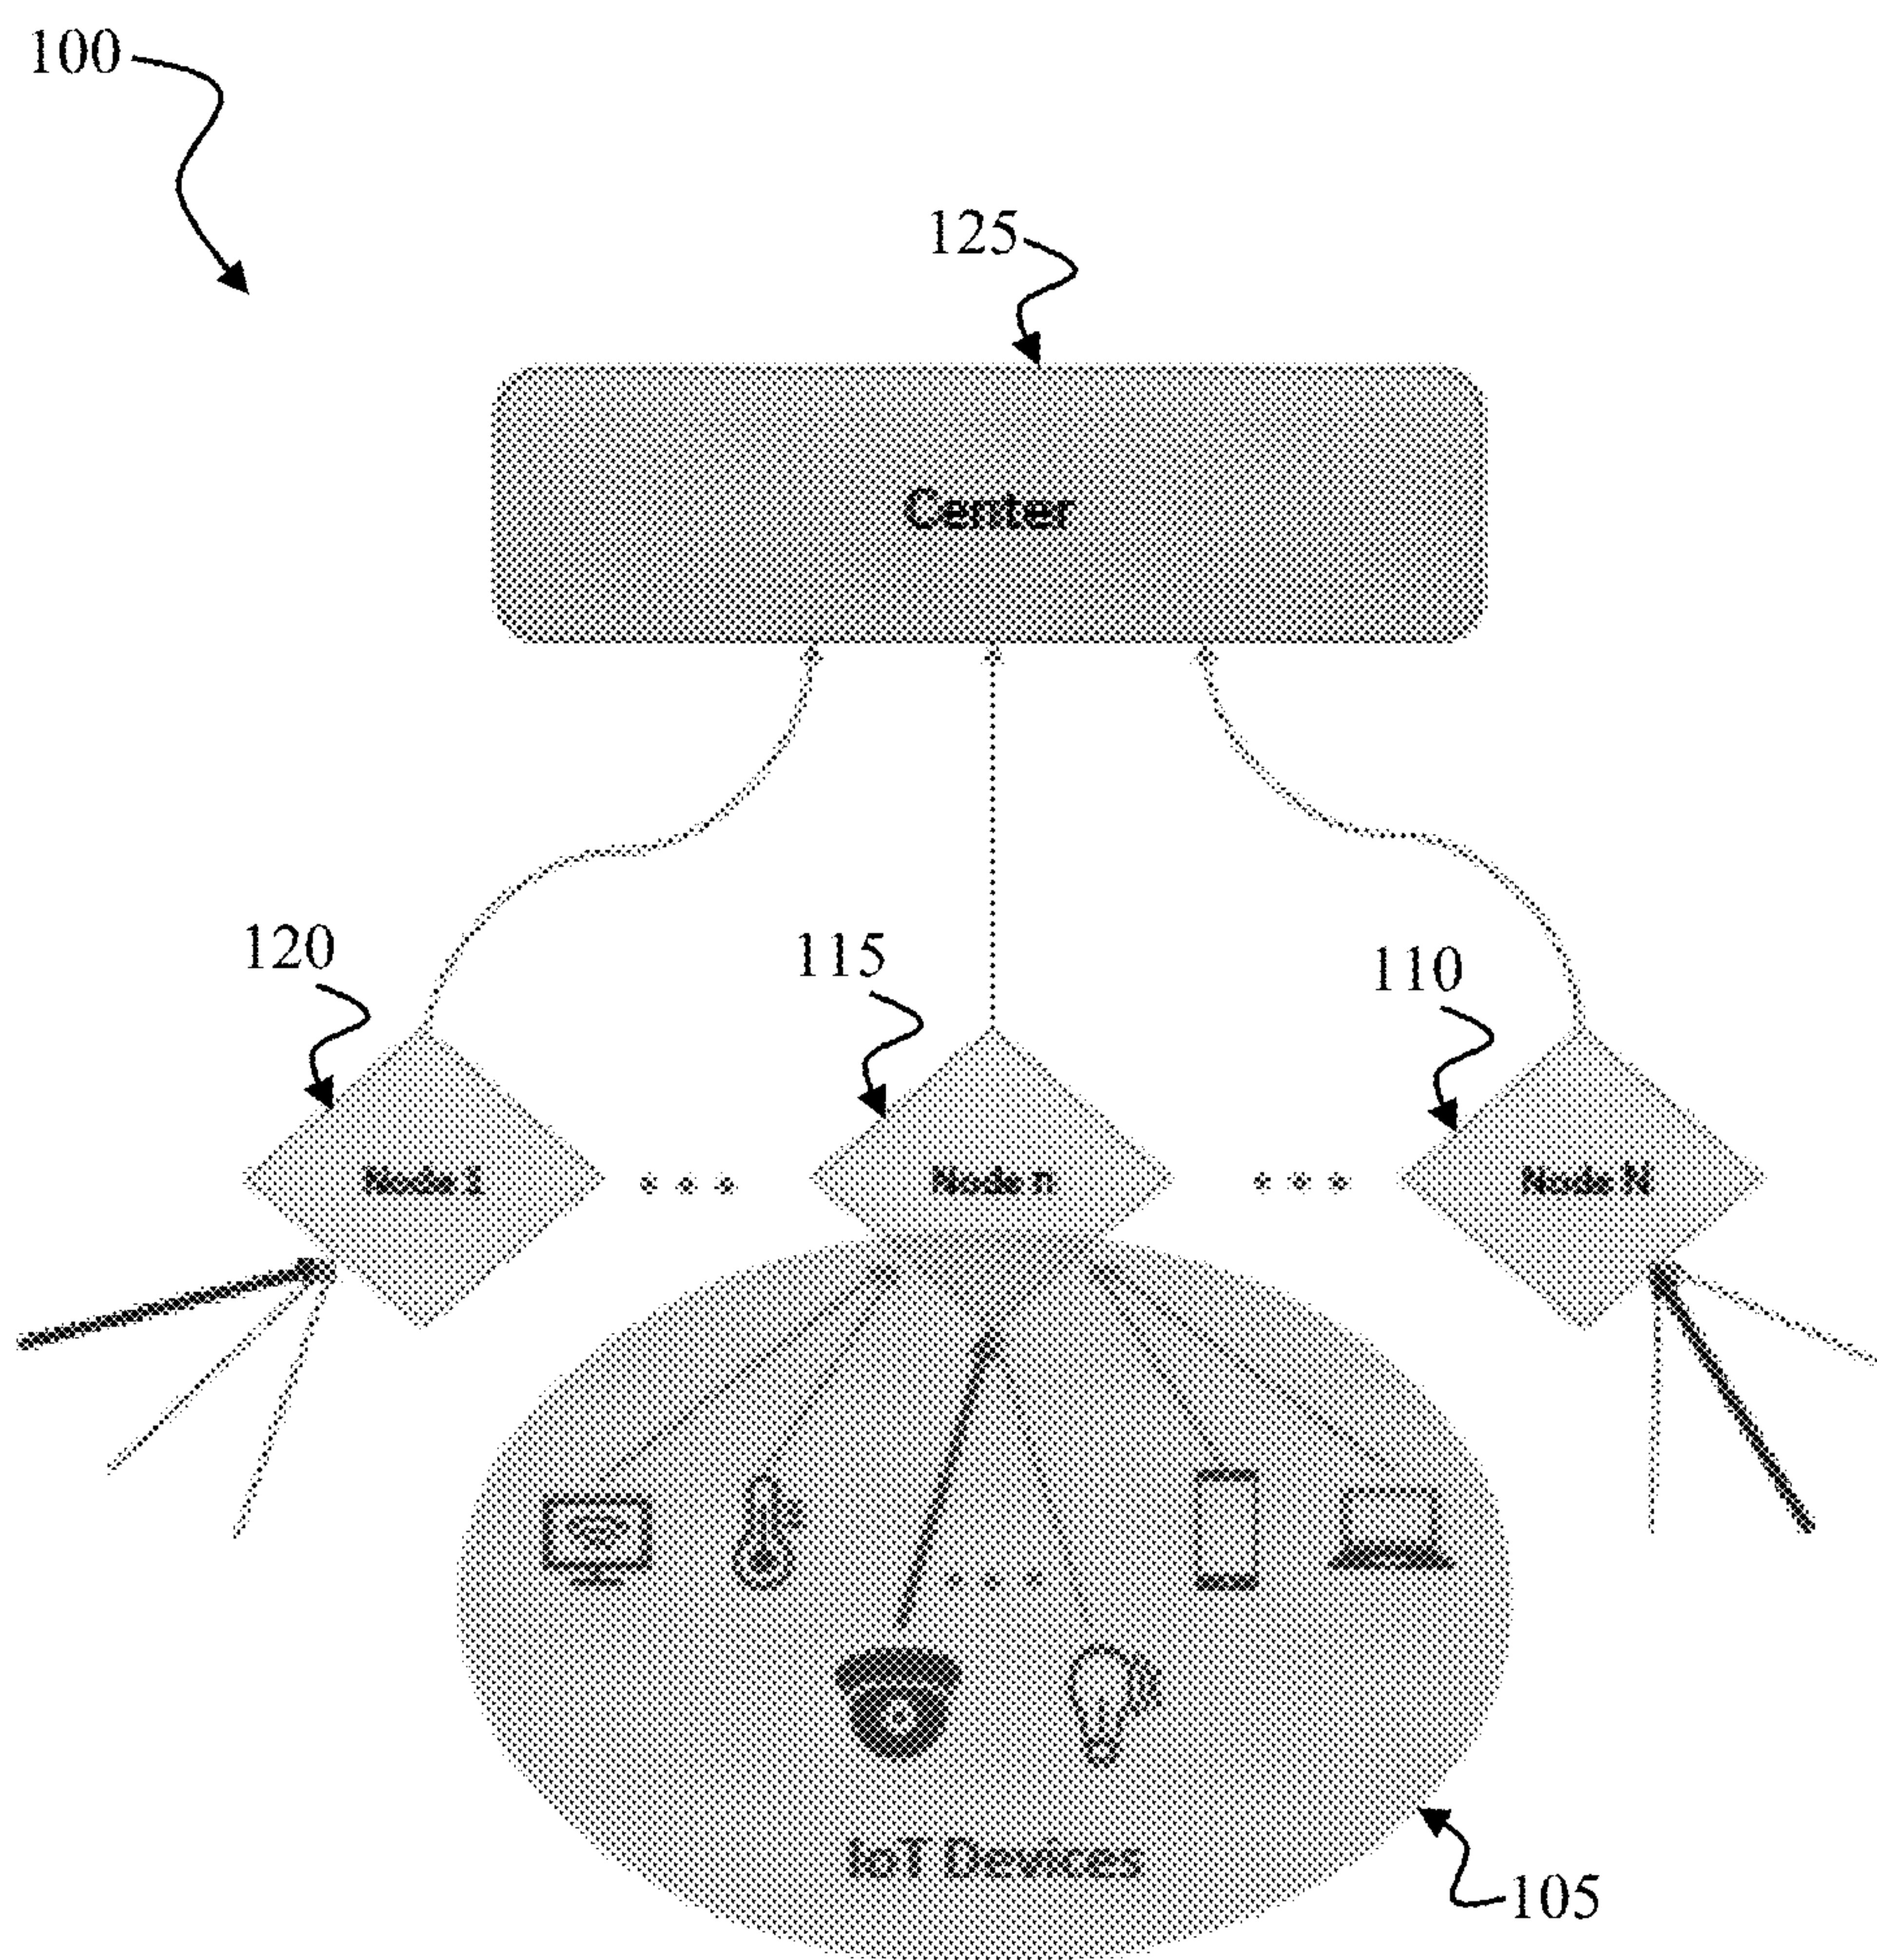 100
125
Center
120
115
110
Node 1
Node n
Node N
IoT Devices
105